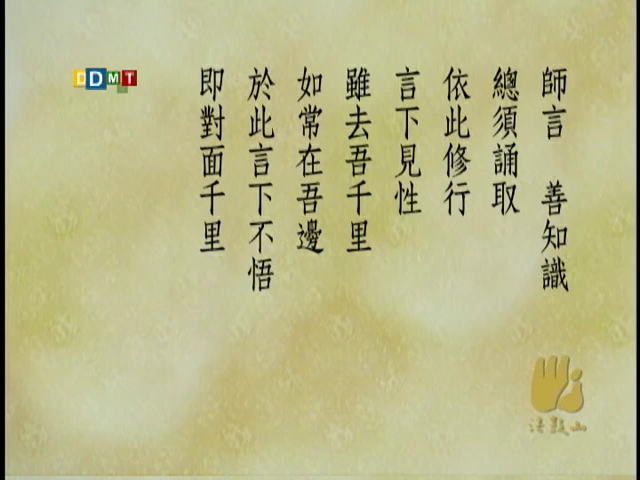 師言　善知識
總須誦取
依此修行
言下見性
雖去吾千里
如常在吾邊
於此言下不悟
即對面千里
DDMT
法鼓山